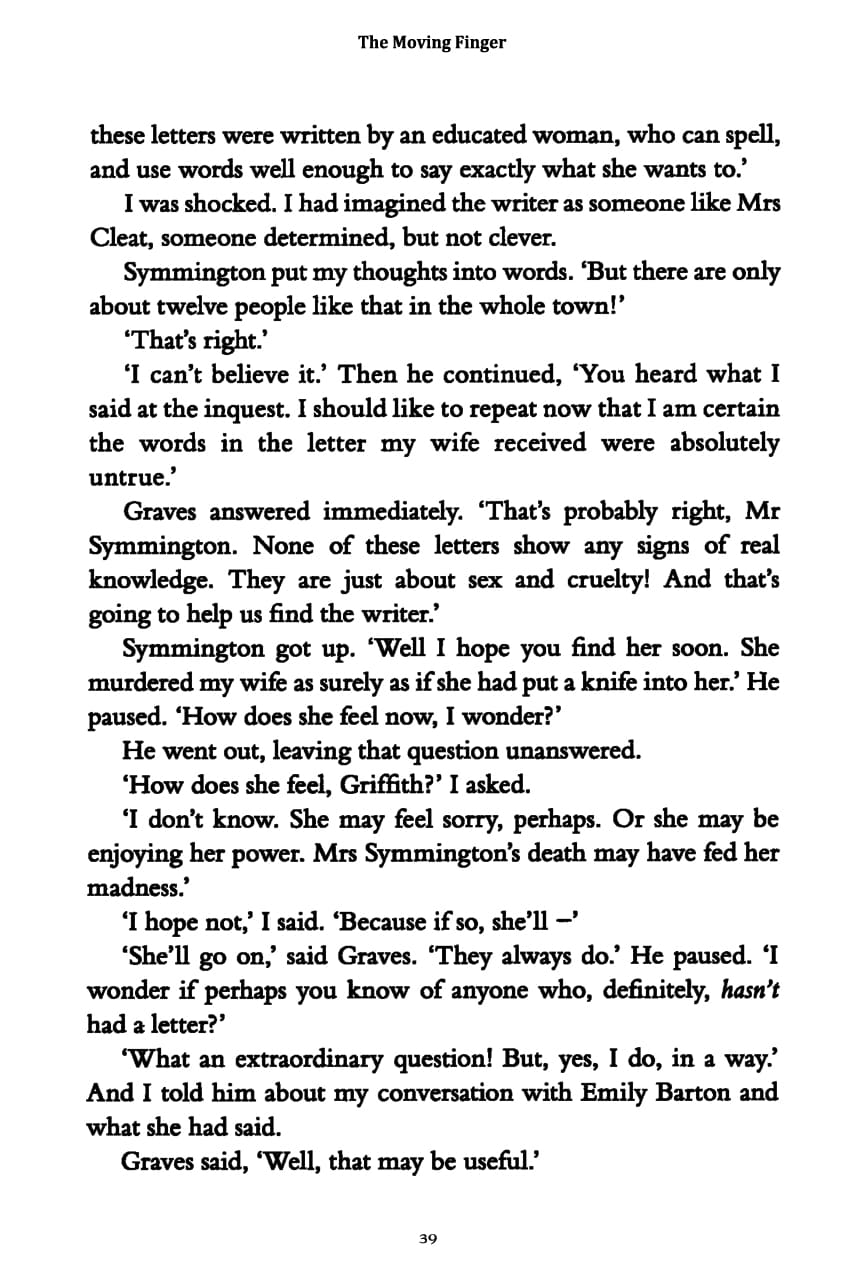 The Moving Finger
these letters were written by an educated woman, who can spell,
and use words well enough to say exactly what she wants to.’
I was shocked. I had imagined the writer as someone like Mrs
Cleat, someone determined, but not clever.
Symmington put my thoughts into words. ‘But there are only
about twelve people like that in the whole town!’
‘That’s right.’
‘I can’t believe it.’ Then he continued, ‘You heard what I
said at the inquest. I should like to repeat now that I am certain
the words in the letter my wife received were absolutely
untrue.’
Graves answered immediately. ‘That’s probably right, Mr
Symmington. None of these letters show any signs of real
knowledge. They are just about sex and cruelty! And that’s
going to help us find the writer.’
Symmington got up. ‘Well I hope you find her soon. She
murdered my wife as surely as if she had put a knife into her.’ He
paused. ‘How does she feel now, I wonder?’
He went out, leaving that question unanswered.
‘How does she feel, Griffith?’ I asked.
‘I don’t know. She may feel sorry, perhaps. Or she may be
enjoying her power. Mrs Symmington’s death may have fed her
madness.’
‘I hope not,’ I said. ‘Because if so, she’ll –’
‘She’ll go on,’ said Graves. ‘They always do.’ He paused. ‘I
wonder if perhaps you know of anyone who, definitely, hasn’t
had a letter?’
‘What an extraordinary question! But, yes, I do, in a way.’
And I told him about my conversation with Emily Barton and
what she had said.
Graves said, ‘Well, that may be useful.’
39